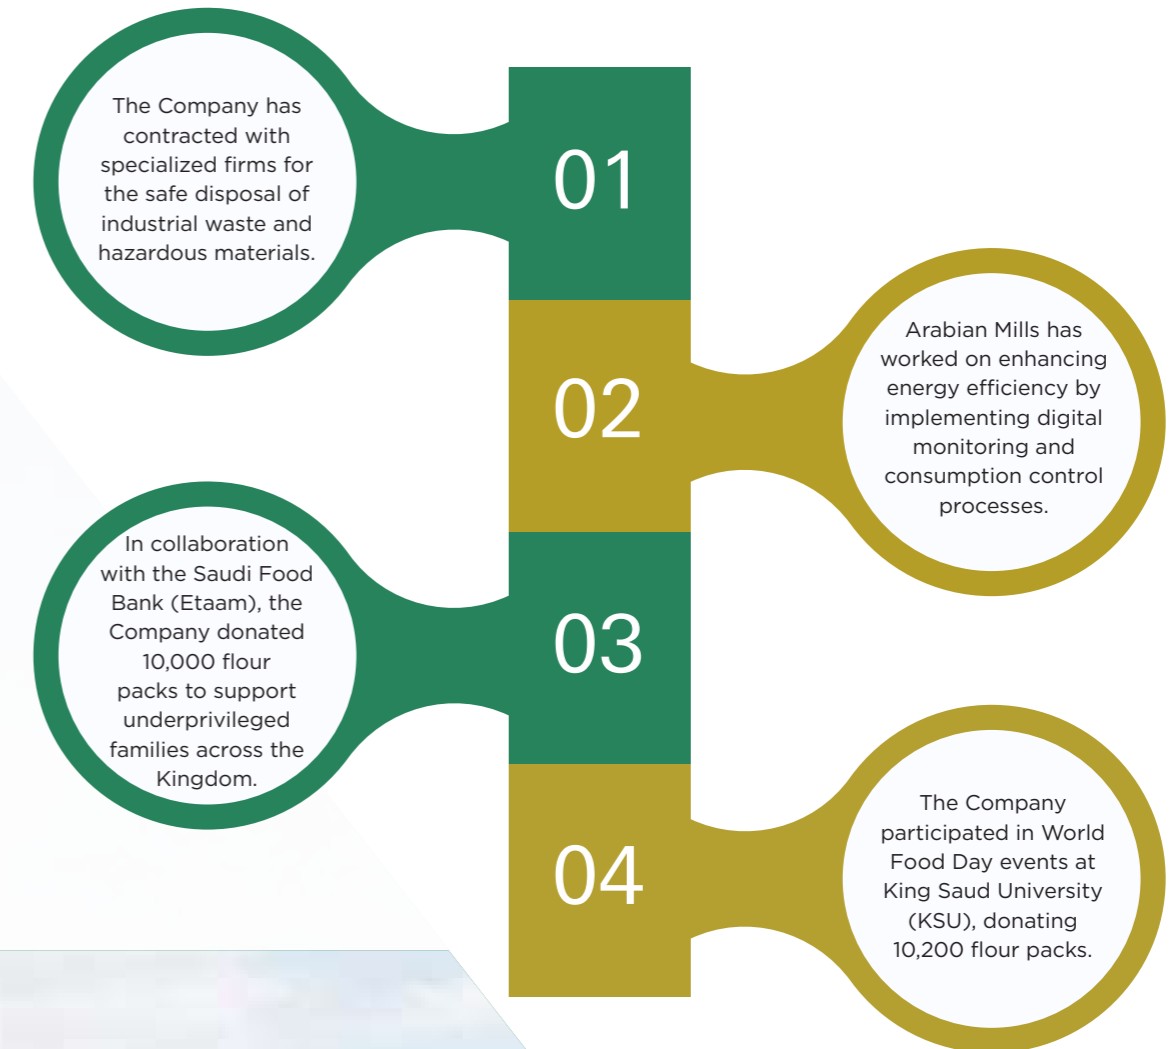 01
The Company has
contracted with
specialized firms for
the safe disposal of
industrial waste and
hazardous materials.
02
Arabian Mills has
worked on enhancing
energy efficiency by
implementing digital
monitoring and
consumption control
processes.
03
In collaboration
with the Saudi Food
Bank (Etaam), the
Company donated
10,000 flour
packs to support
underprivileged
families across the
Kingdom.
04
The Company
participated in World
Food Day events at
King Saud University
(KSU), donating
10,200 flour packs.